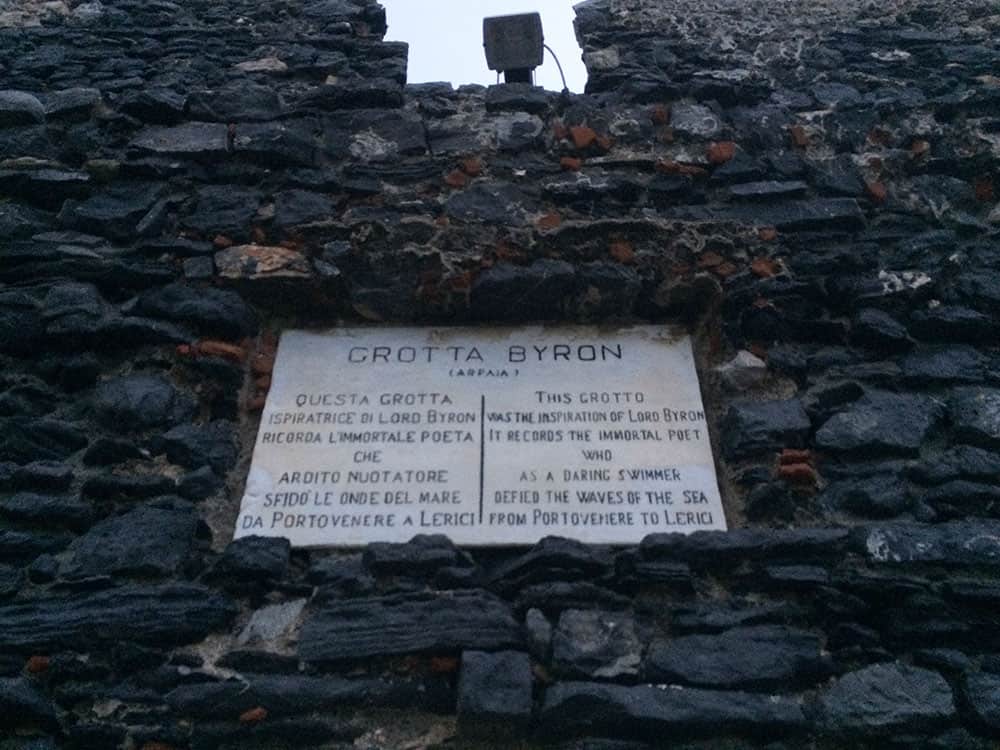 GROTTA BYRON
(ARPAIA)
QUESTA GROTTA
ISPIRATRICE DI LORD BYRON
RICORDA L'IMMORTALE POETA
CHE
ARDITO NUOTATORE
SFIDO' LE ONDE DEL MARE
DA PORTOVENERE A LERICI
THIS GROTTO
WAS THE INSPIRATION OF LORD BYRON
IT RECORDS THE IMMORTAL POET
WHO
AS A DARING SWIMMER
DEFIED THE WAVES OF THE SEA
FROM PORTOVENERE TO LERICI